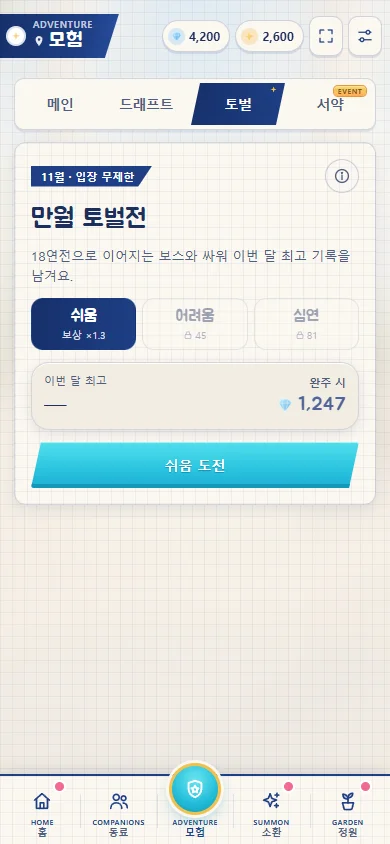 ADVENTURE
모험
4,200
2,600
메인
드래프트
토벌
서약
EVENT
11월 · 입장 무제한
만월 토벌전
18연전으로 이어지는 보스와 싸워 이번 달 최고 기록을
남겨요.
쉬움
보상 ×1.3
어려움
45
심연
81
이번 달 최고
—
완주 시
1,247
쉬움 도전
HOME
홈
COMPANIONS
동료
ADVENTURE
모험
SUMMON
소환
GARDEN
정원